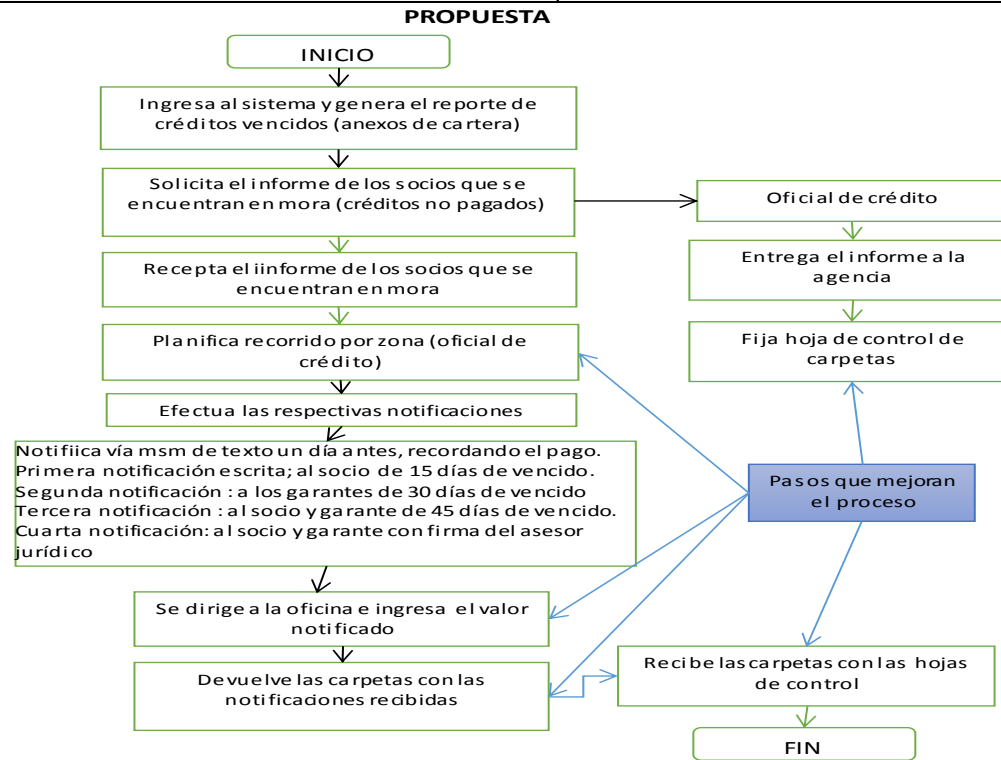 PROPUESTA
INICIO
Ingresa al sistema y genera el reporte de
créditos vencidos (anexos de cartera)
Solicita el informe de los socios que se
encuentran en mora (créditos no pagados)
Oficial de crédito
Recepta el iinforme de los socios que se
encuentran en mora
Entrega el informe a la
agencia
Planifica recorrido por zona (oficial de
crédito)
Fija hoja de control de
carpetas
Efectua las respectivas notificaciones
Notifiica vía msm de texto un día antes, recordando el pago.
Primera notificación escrita; al socio de 15 días de vencido.
Segunda notificación : a los garantes de 30 días de vencido
Tercera notificación : al socio y garante de 45 días de vencido.
Cuarta notificación: al socio y garante con firma del asesor
jurídico
Pasos que mejoran
el proceso
Se dirige a la oficina e ingresa el valor
notificado
Devuelve las carpetas con las
notificaciones recibidas
Recibe las carpetas con las hojas
de control
FIN